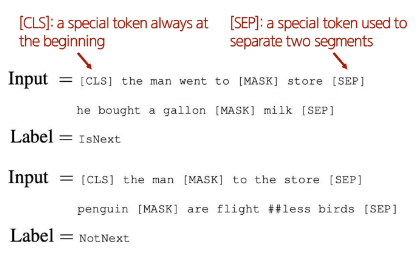 [CLS]: a special token always at
the beginning
[SEP]: a special token used to
separate two segments
Input = [CLS] the man went to [MASK] store [SEP]
he bought a gallon [MASK] milk [SEP]
Label = IsNext
Input = [CLS] the man [MASK] to the store [SEP]
penguin [MASK] are flight ##less birds [SEP]
Label = NotNext